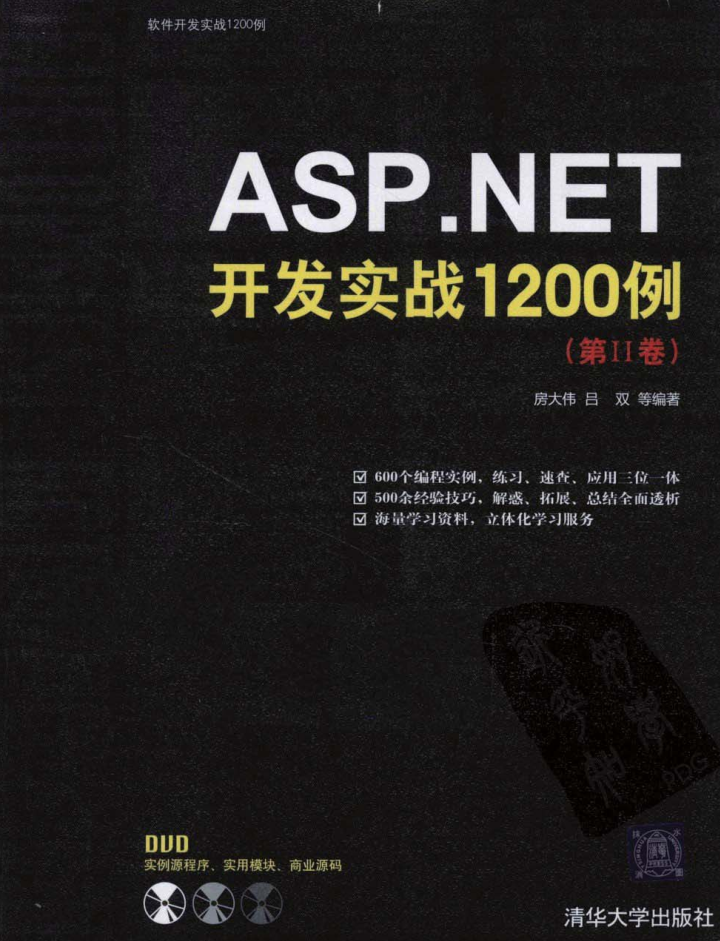 软件开发实战1200例
ASP.NET
开发实战1200例
（第II卷）
房大伟 吕 双 等编著
☑ 600个编程实例，练习、速查、应用三位一体
☑ 500余经验技巧，解惑、拓展、总结全面透析
☑ 海量学习资料，立体化学习服务
PDG
DVD
实例源程序、实用模块、商业源码
清华大学出版社